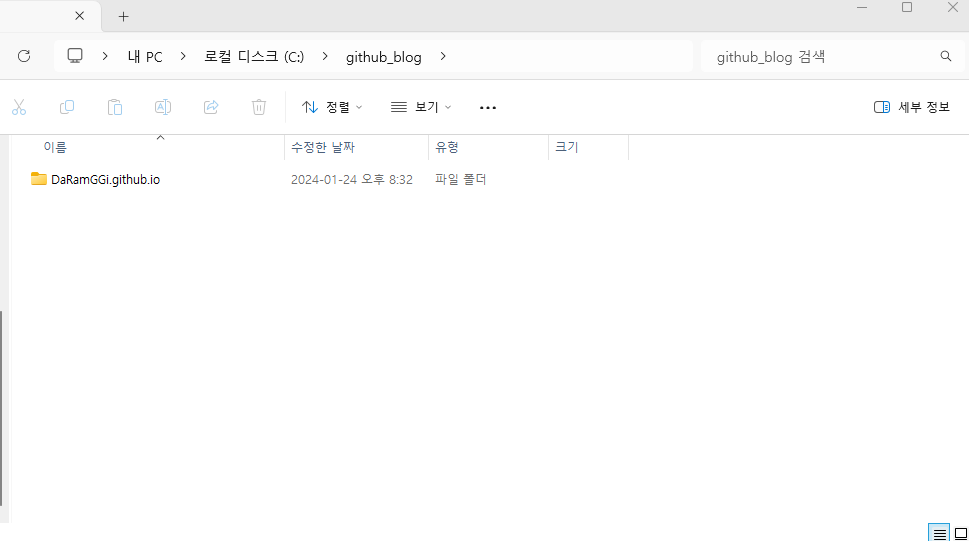 내 PC > 로컬 디스크 (C:) > github_blog >
github_blog 검색
정렬 보기 ••• 세부 정보
이름 수정한 날짜 유형 크기
DaRamGGi.github.io 2024-01-24 오후 8:32 파일 폴더